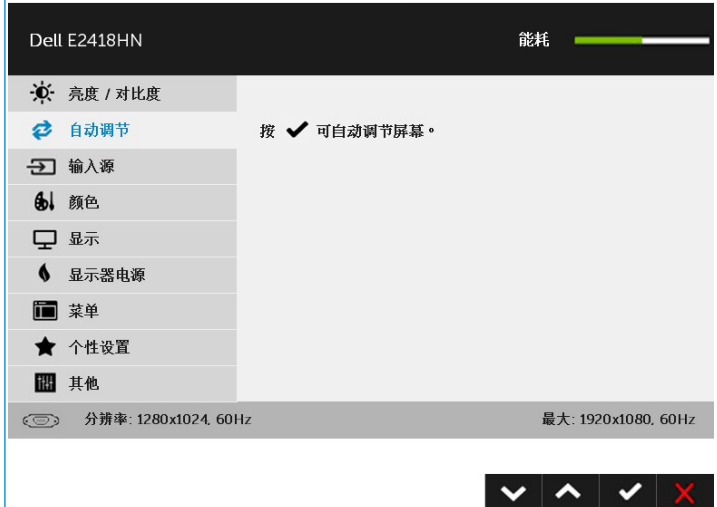 Dell E2418HN
能耗
亮度 / 对比度
自动调节
按 ✔ 可自动调节屏幕。
输入源
颜色
显示
显示器电源
菜单
个性设置
其他
分辨率: 1280x1024, 60Hz
最大: 1920x1080, 60Hz